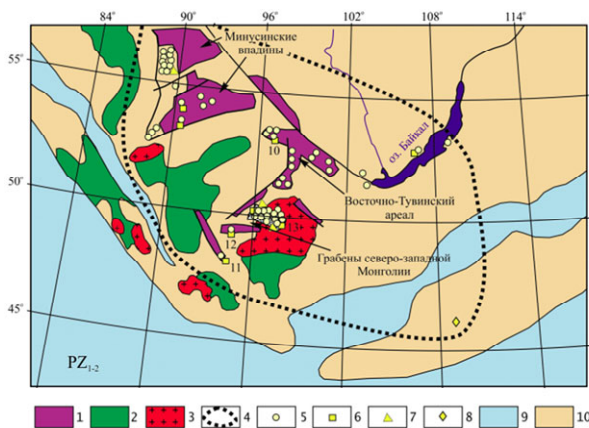 84° 90° 96° 102° 108° 114°
Минусинские
впадины
55°
оз. Байкал
10
50°
Восточно-Тувинский
ареал
13
12
Грабены северо-западной
Монголии
11
45°
PZ1-2
1 2 3 4 5 6 7 8 9 10